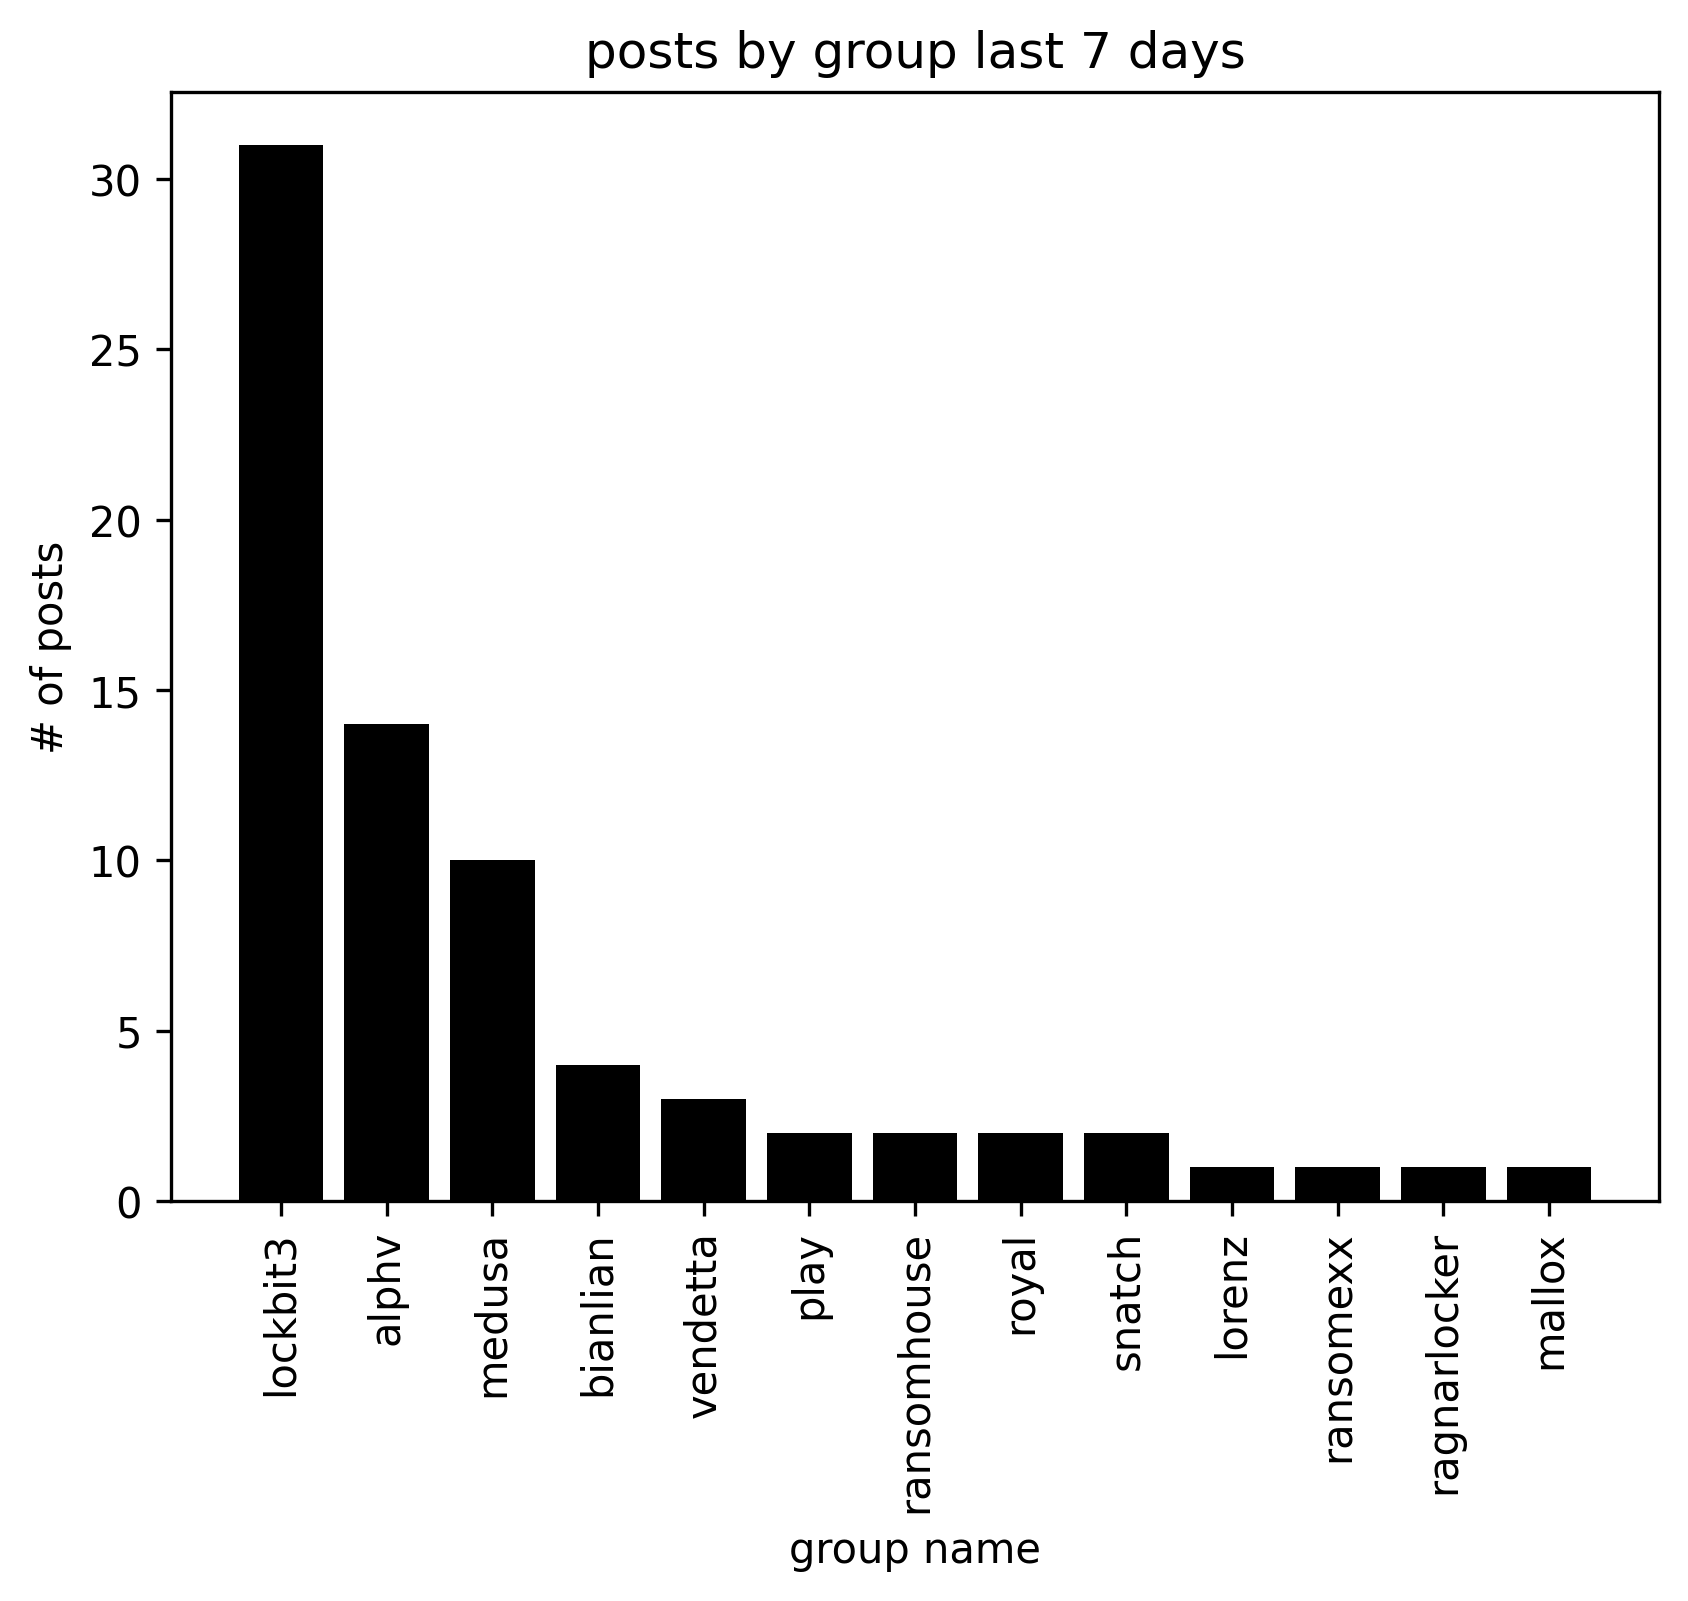 posts by group last 7 days
# of posts
30
25
20
15
10
5
0
lockbit3
alphv
medusa
bianlian
vendetta
play
ransomhouse
royal
snatch
lorenz
ransomexx
ragnarlocker
mallox
group name